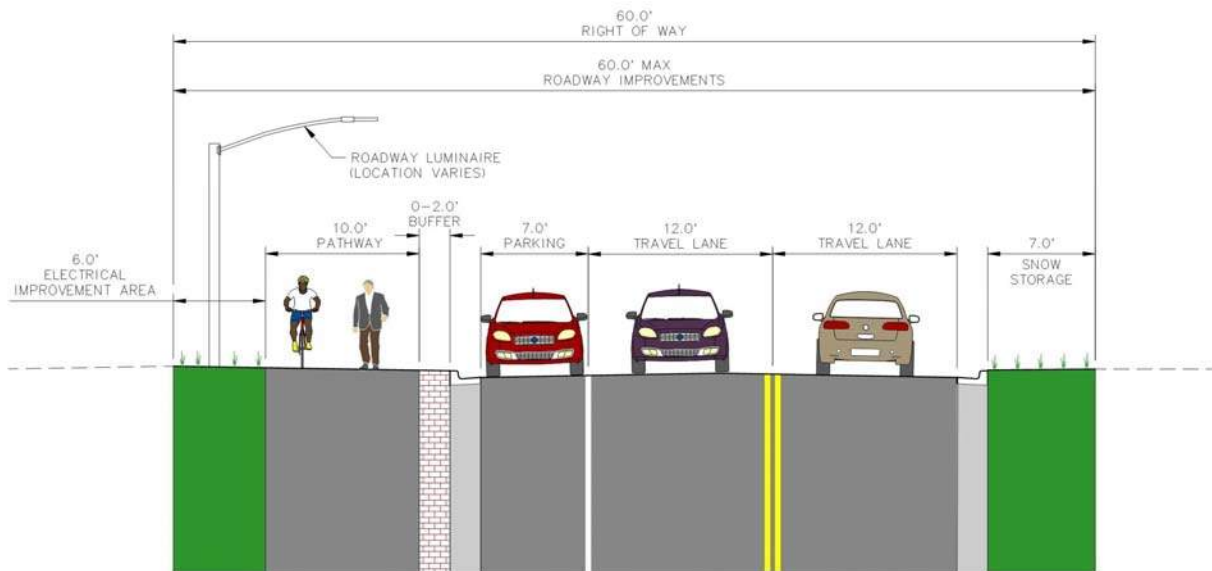 60.0'
RIGHT OF WAY
60.0' MAX
ROADWAY IMPROVEMENTS
ROADWAY LUMINAIRE
(LOCATION VARIES)
0-2.0'
BUFFER
10.0'
PATHWAY
7.0'
PARKING
12.0'
TRAVEL LANE
12.0'
TRAVEL LANE
7.0'
SNOW
STORAGE
6.0'
ELECTRICAL
IMPROVEMENT AREA